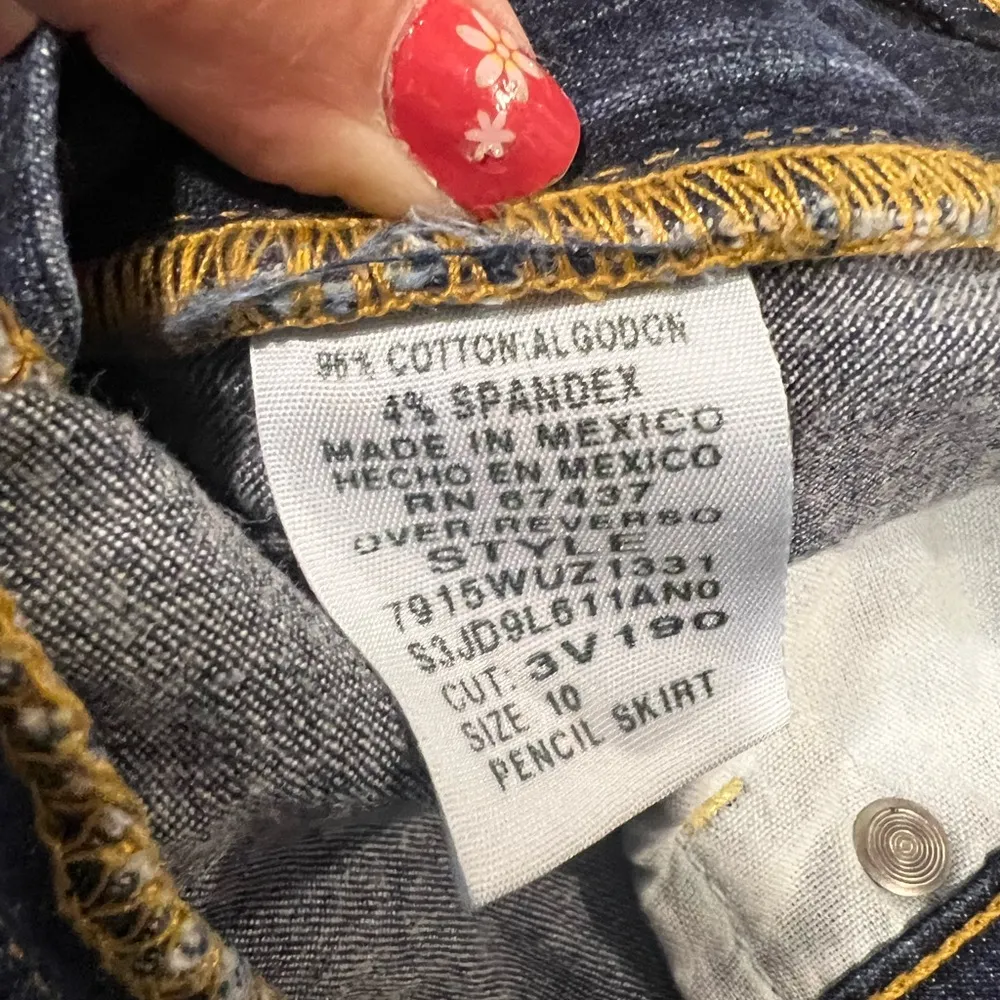 96% COTTON/ALGODON
4% SPANDEX
MADE IN MEXICO
HECHO EN MEXICO
RN 67437
OVER/REVERSO
STYLE
7915WUZ1331
S3JD9L611AN0
CUT: 3V190
SIZE 10
PENCIL SKIRT